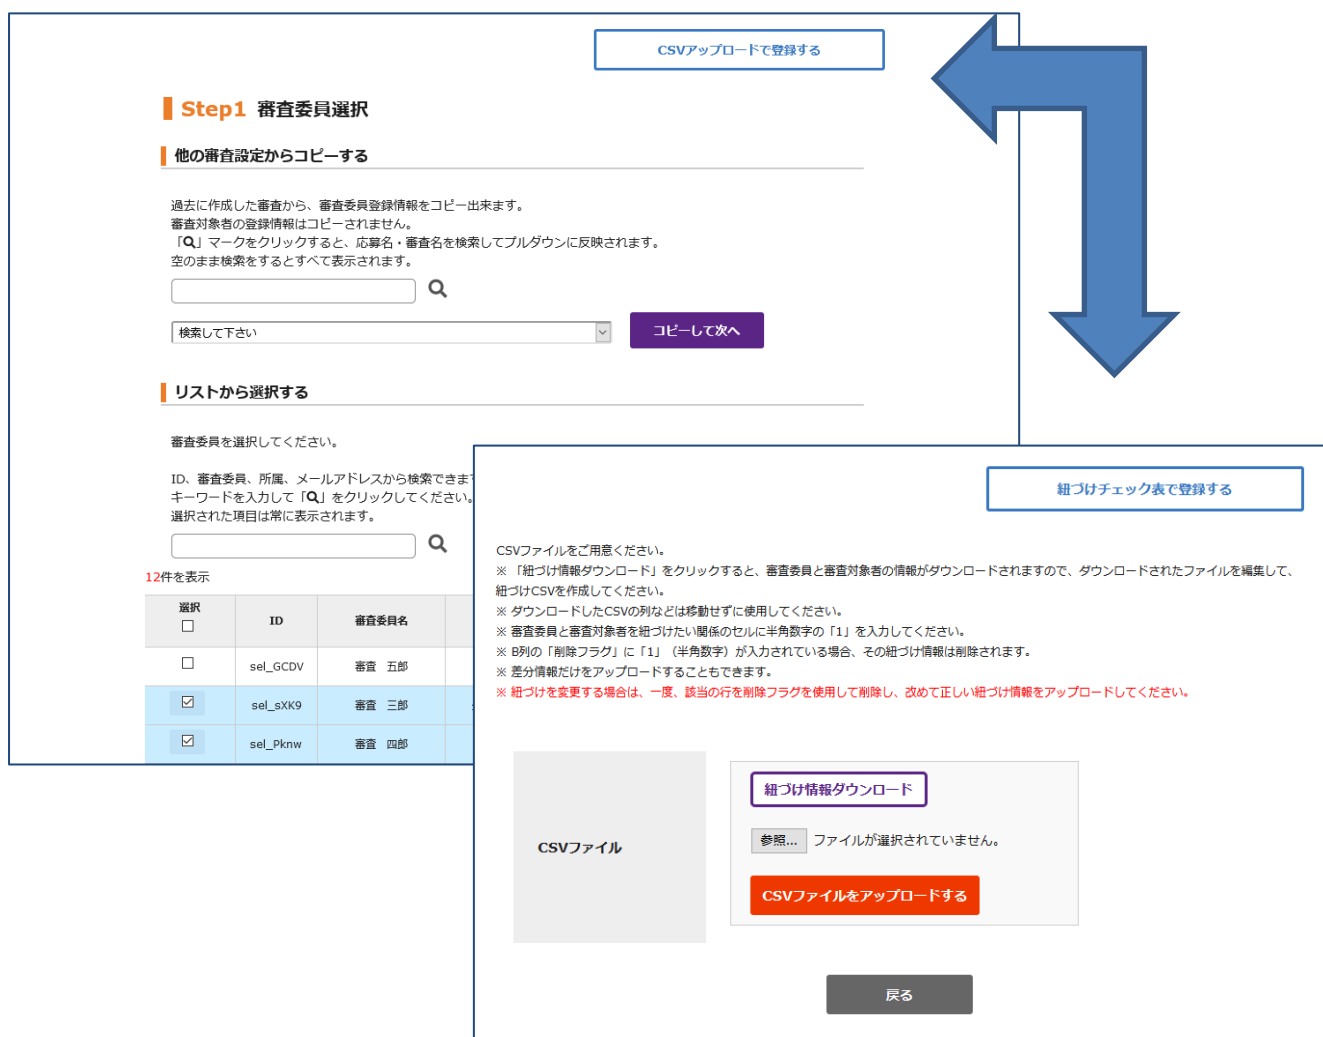 CSVアップロードで登録する
Step1 審査委員選択
他の審査設定からコピーする
過去に作成した審査から、審査委員登録情報をコピー出来ます。
審査対象者の登録情報はコピーされません。
「」マークをクリックすると、応募名・審査名を検索してプルダウンに反映されます。
空のまま検索をするとすべて表示されます。
検索して下さい
コピーして次へ
リストから選択する
審査委員を選択してください。
ID、審査委員、所属、メールアドレスから検索できま
キーワードを入力して「」をクリックしてください。
選択された項目は常に表示されます。
12件を表示
選択 ID 審査委員名
sel_GCDV 審査 五郎
sel_sXK9 審査 三郎
sel_Pknw 審査 四郎
紐づけチェック表で登録する
CSVファイルをご用意ください。
※ 「紐づけ情報ダウンロード」をクリックすると、審査委員と審査対象者の情報がダウンロードされますので、ダウンロードされたファイルを編集して、
紐づけCSVを作成してください。
※ ダウンロードしたCSVの列などは移動せずに使用してください。
※ 審査委員と審査対象者を紐づけたい関係のセルに半角数字の「1」を入力してください。
※ B列の「削除フラグ」に「1」（半角数字）が入力されている場合、その紐づけ情報は削除されます。
※ 差分情報だけをアップロードすることもできます。
※ 紐づけを変更する場合は、一度、該当の行を削除フラグを使用して削除し、改めて正しい紐づけ情報をアップロードしてください。
CSVファイル
紐づけ情報ダウンロード
参照... ファイルが選択されていません。
CSVファイルをアップロードする
戻る